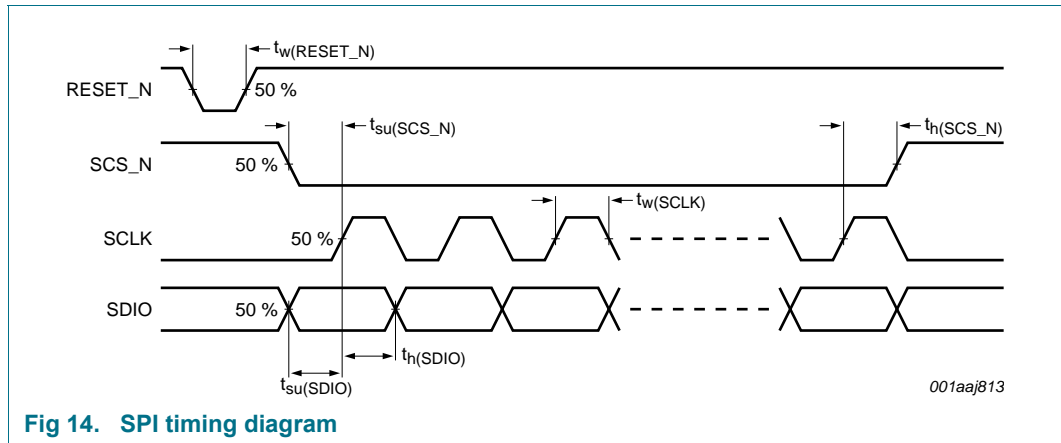 tw(RESET_N)
RESET_N
50 %
tsu(SCS_N)
th(SCS_N)
SCS_N
50 %
tw(SCLK)
SCLK
50 %
SDIO
50 %
th(SDIO)
tsu(SDIO)
001aaj813
Fig 14. SPI timing diagram